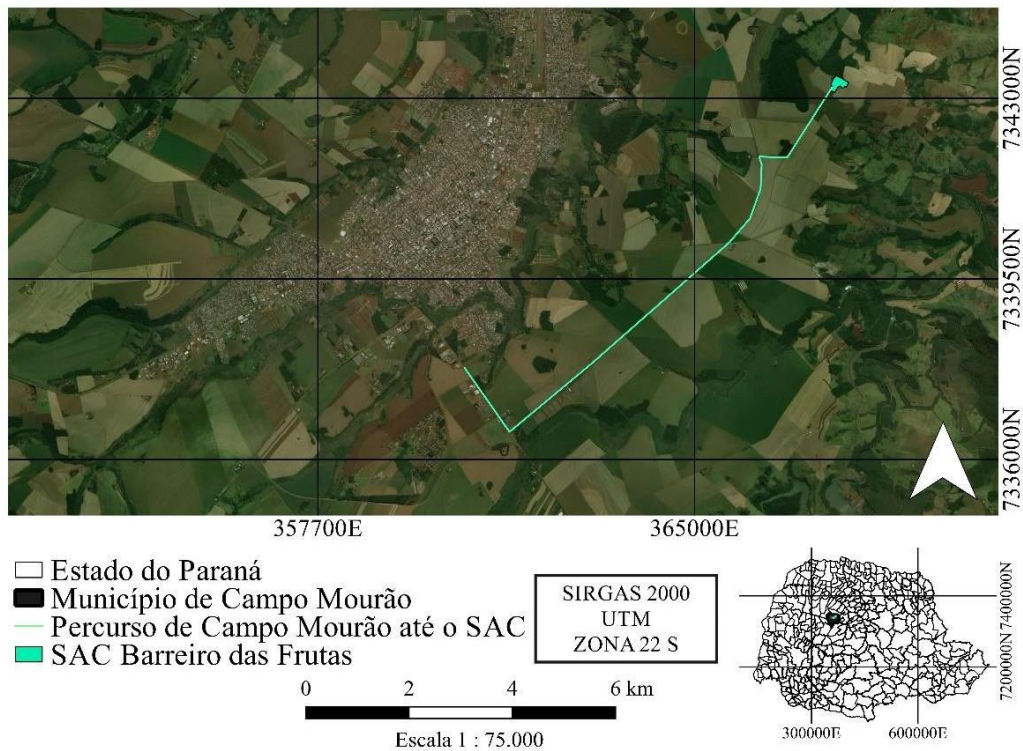 7343000N
7339500N
7336000N
357700E
365000E
Estado do Paraná
Município de Campo Mourão
Percurso de Campo Mourão até o SAC
SAC Barreiro das Frutas
SIRGAS 2000
UTM
ZONA 22 S
0 2 4 6 km
Escala 1 : 75.000
7400000N
7200000N
300000E
600000E